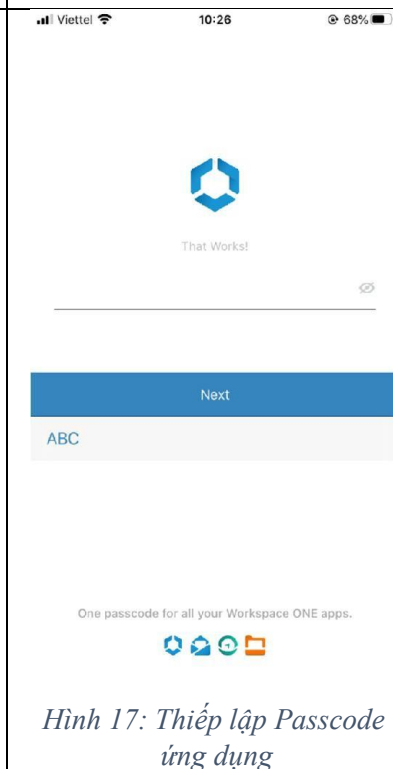 Viettel 10:26 68%
That Works!
Next
ABC
One passcode for all your Workspace ONE apps.
Hình 17: Thiếp lập Passcode
ứng dụng